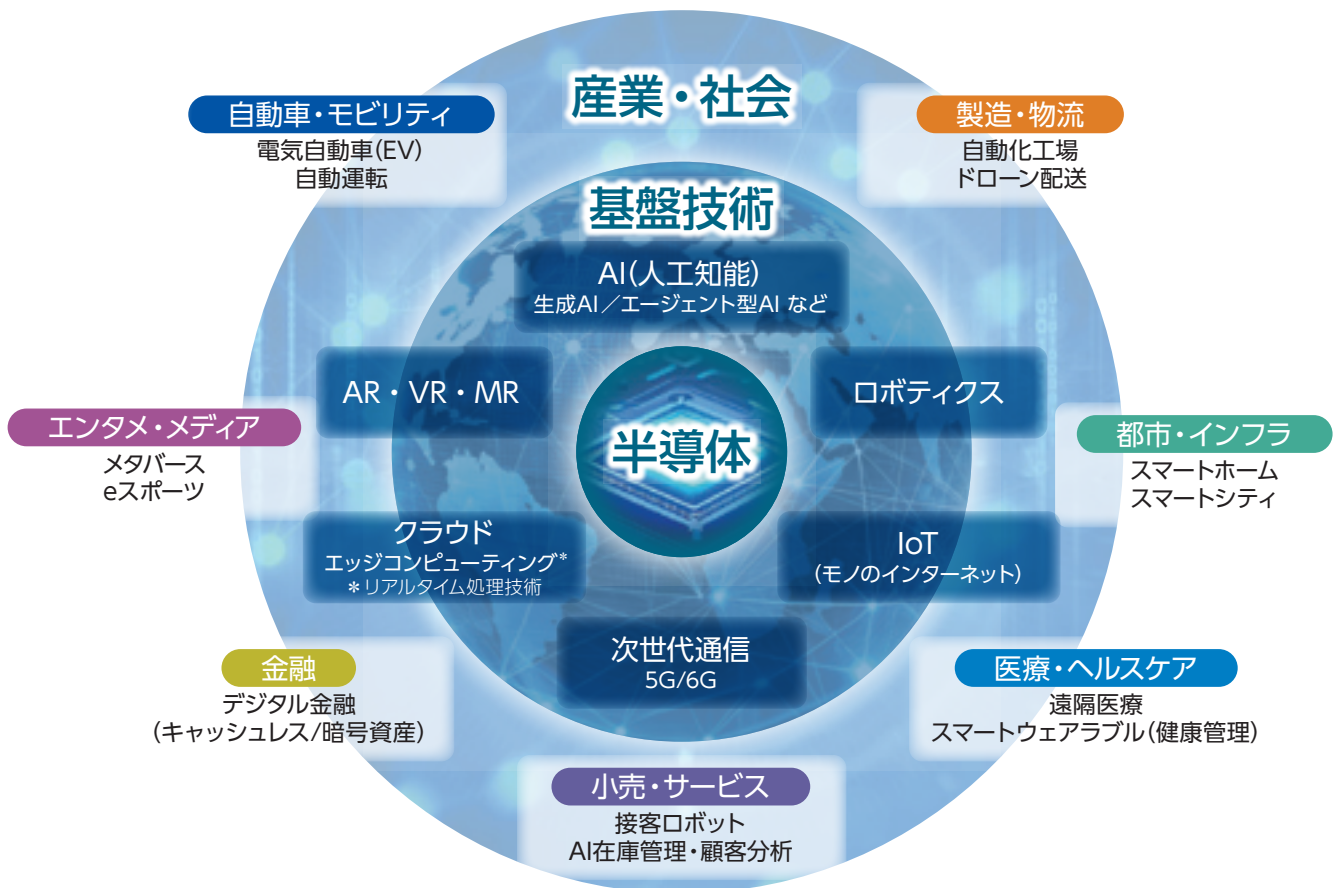 産業・社会
自動車・モビリティ
電気自動車(EV)
自動運転
製造・物流
自動化工場
ドローン配送
基盤技術
AI(人工知能)
生成AI／エージェント型AI など
AR・VR・MR
ロボティクス
半導体
エンタメ・メディア
メタバース
eスポーツ
都市・インフラ
スマートホーム
スマートシティ
クラウド
エッジコンピューティング*
*リアルタイム処理技術
IoT
(モノのインターネット)
次世代通信
5G/6G
金融
デジタル金融
(キャッシュレス/暗号資産)
医療・ヘルスケア
遠隔医療
スマートウェアラブル(健康管理)
小売・サービス
接客ロボット
AI在庫管理・顧客分析